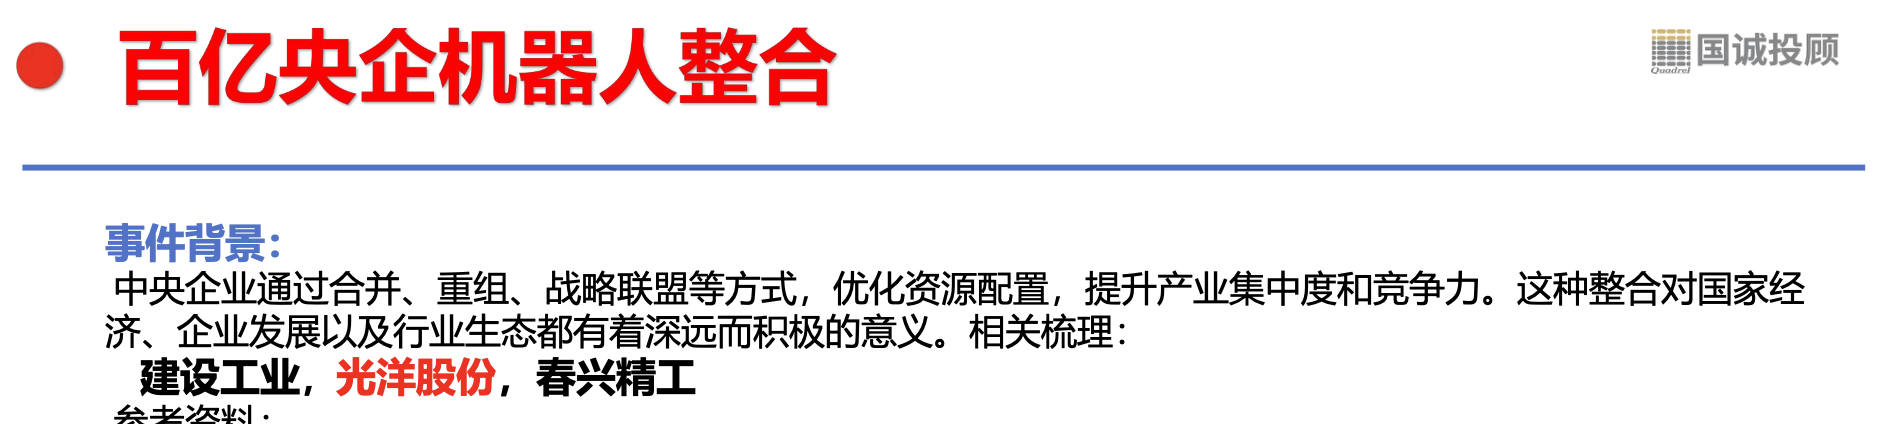 百亿央企机器人整合
国诚投顾
Quadrel
事件背景：
中央企业通过合并、重组、战略联盟等方式，优化资源配置，提升产业集中度和竞争力。这种整合对国家经
济、企业发展以及行业生态都有着深远而积极的意义。相关梳理：
建设工业，光洋股份，春兴精工
参考资料：